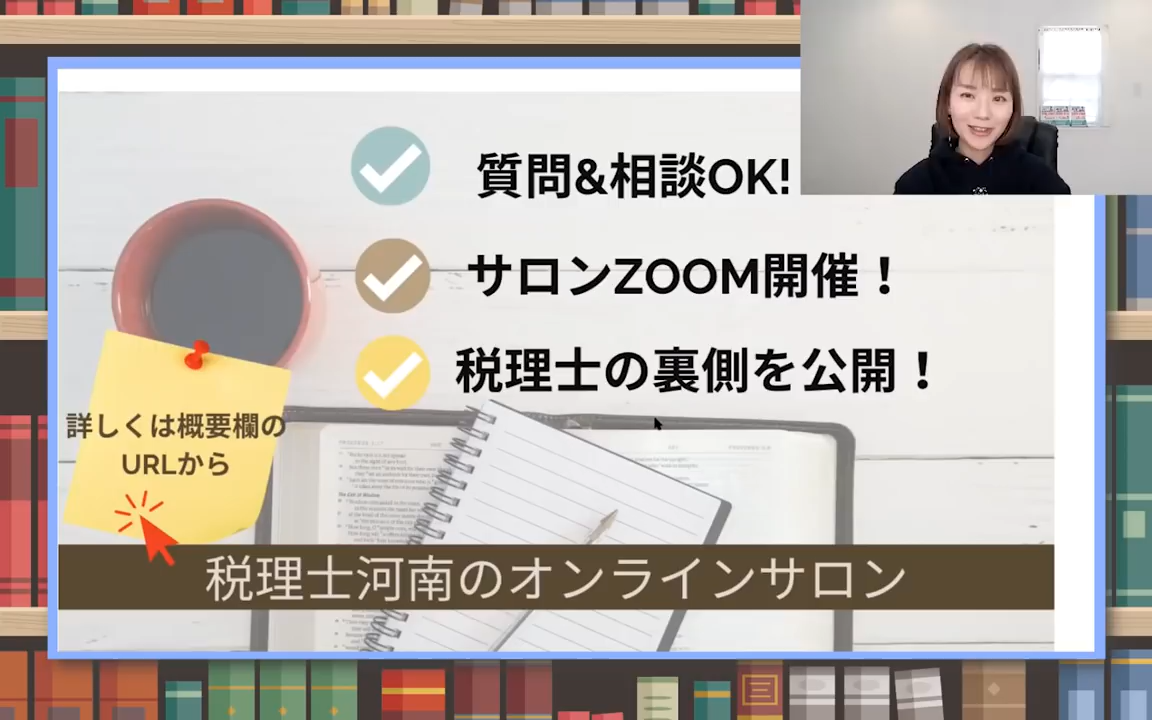 質問&相談OK!
サロンZOOM開催！
税理士の裏側を公開！
詳しくは概要欄の
URLから
税理士河南のオンラインサロン